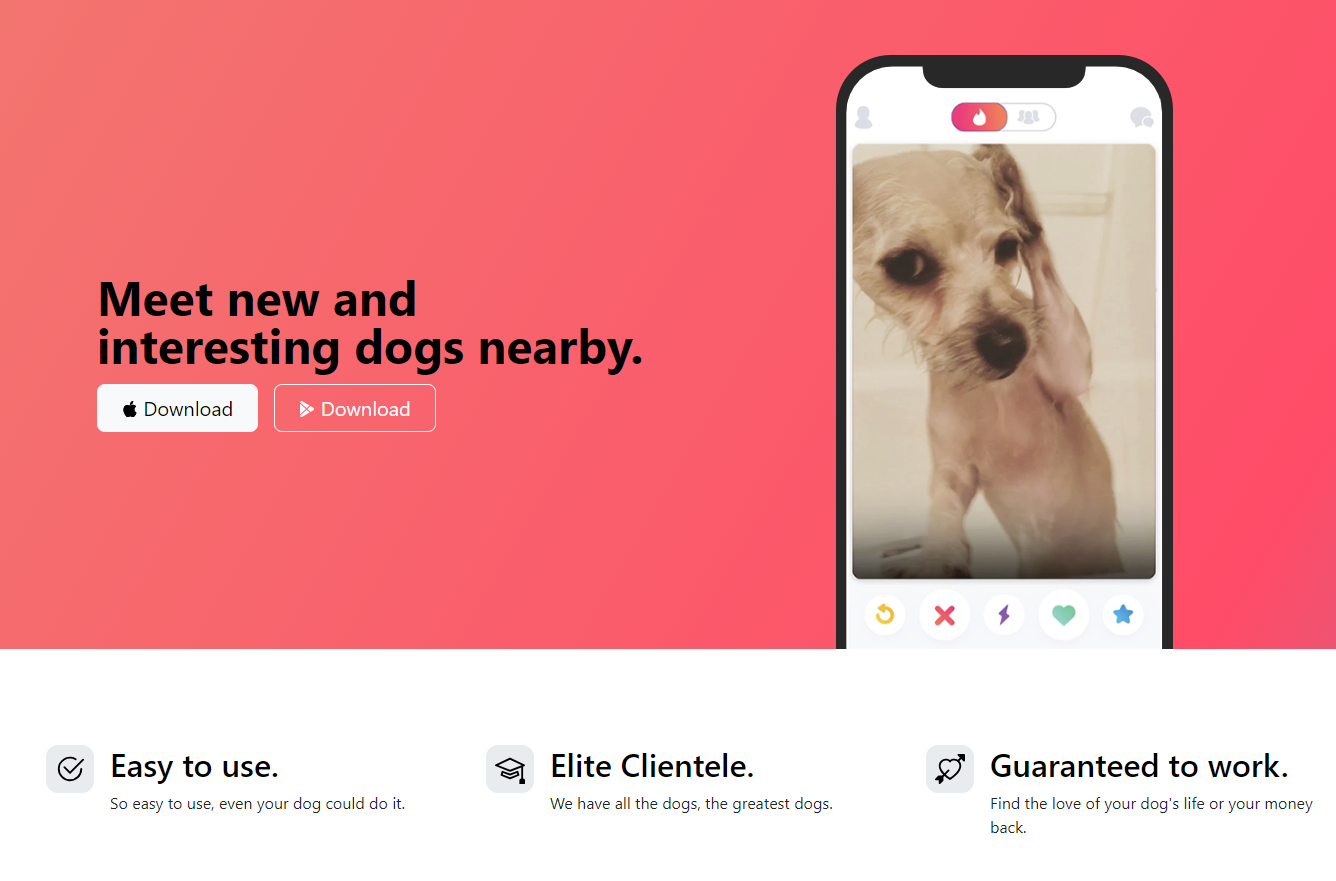 Meet new and
interesting dogs nearby.
Download
Download
Easy to use.
So easy to use, even your dog could do it.
Elite Clientele.
We have all the dogs, the greatest dogs.
Guaranteed to work.
Find the love of your dog's life or your money
back.